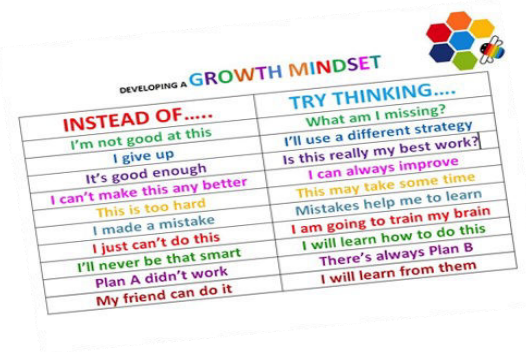 DEVELOPING A GROWTH MINDSET
INSTEAD OF.....
TRY THINKING....
I'm not good at this
What am I missing?
I give up
I'll use a different strategy
It's good enough
Is this really my best work?
I can't make this any better
I can always improve
This is too hard
This may take some time
I made a mistake
Mistakes help me to learn
I just can't do this
I am going to train my brain
I'll never be that smart
I will learn how to do this
Plan A didn't work
There's always Plan B
My friend can do it
I will learn from them